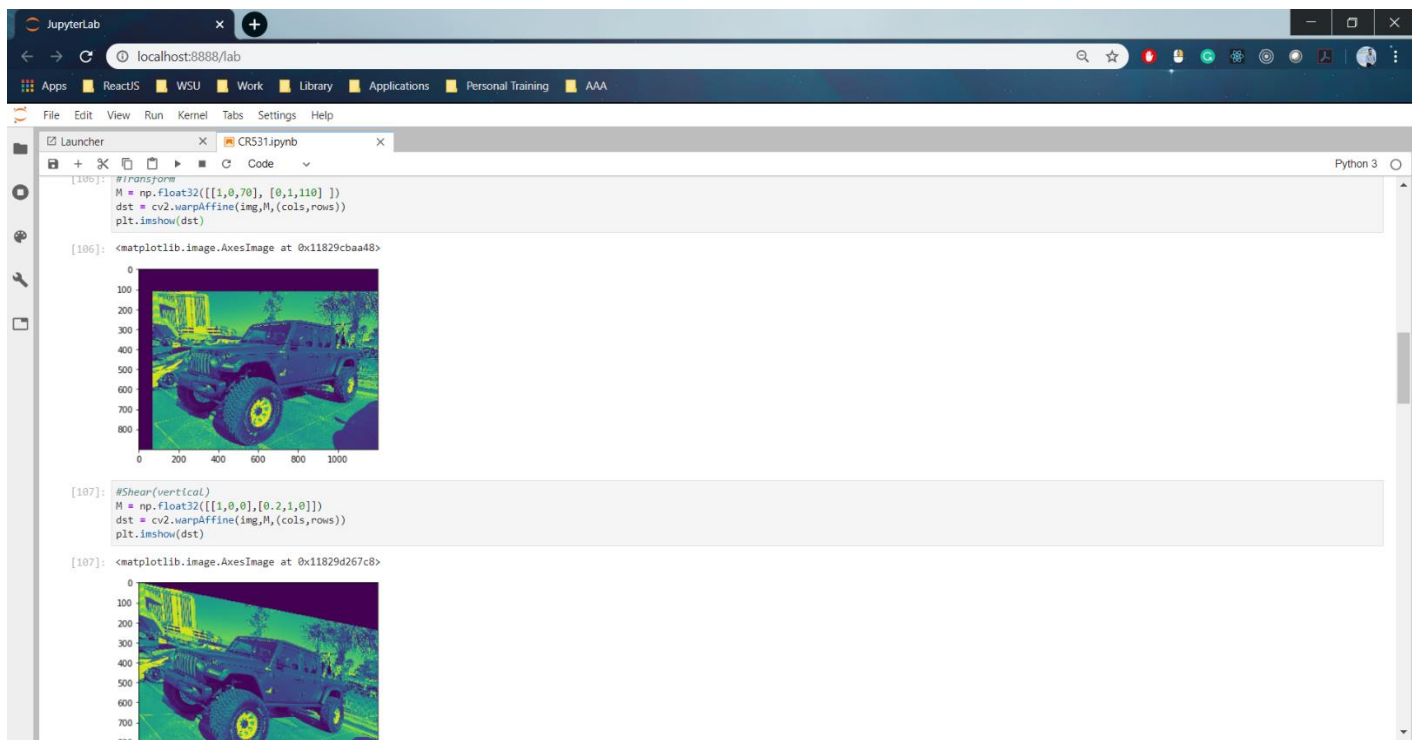 JupyterLab
localhost:8888/lab
Apps ReactJS WSU Work Library Applications Personal Training AAA
File Edit View Run Kernel Tabs Settings Help
Launcher CR531.ipynb
Code Python 3
[106]: #Transform
M = np.float32([[1,0,70], [0,1,110] ])
dst = cv2.warpAffine(img,M,(cols,rows))
plt.imshow(dst)
[106]: <matplotlib.image.AxesImage at 0x11829cbaa48>
0
100
200
300
400
500
600
700
800
0 200 400 600 800 1000
[107]: #Shear(vertical)
M = np.float32([[1,0,0],[0.2,1,0]])
dst = cv2.warpAffine(img,M,(cols,rows))
plt.imshow(dst)
[107]: <matplotlib.image.AxesImage at 0x11829d267c8>
0
100
200
300
400
500
600
700